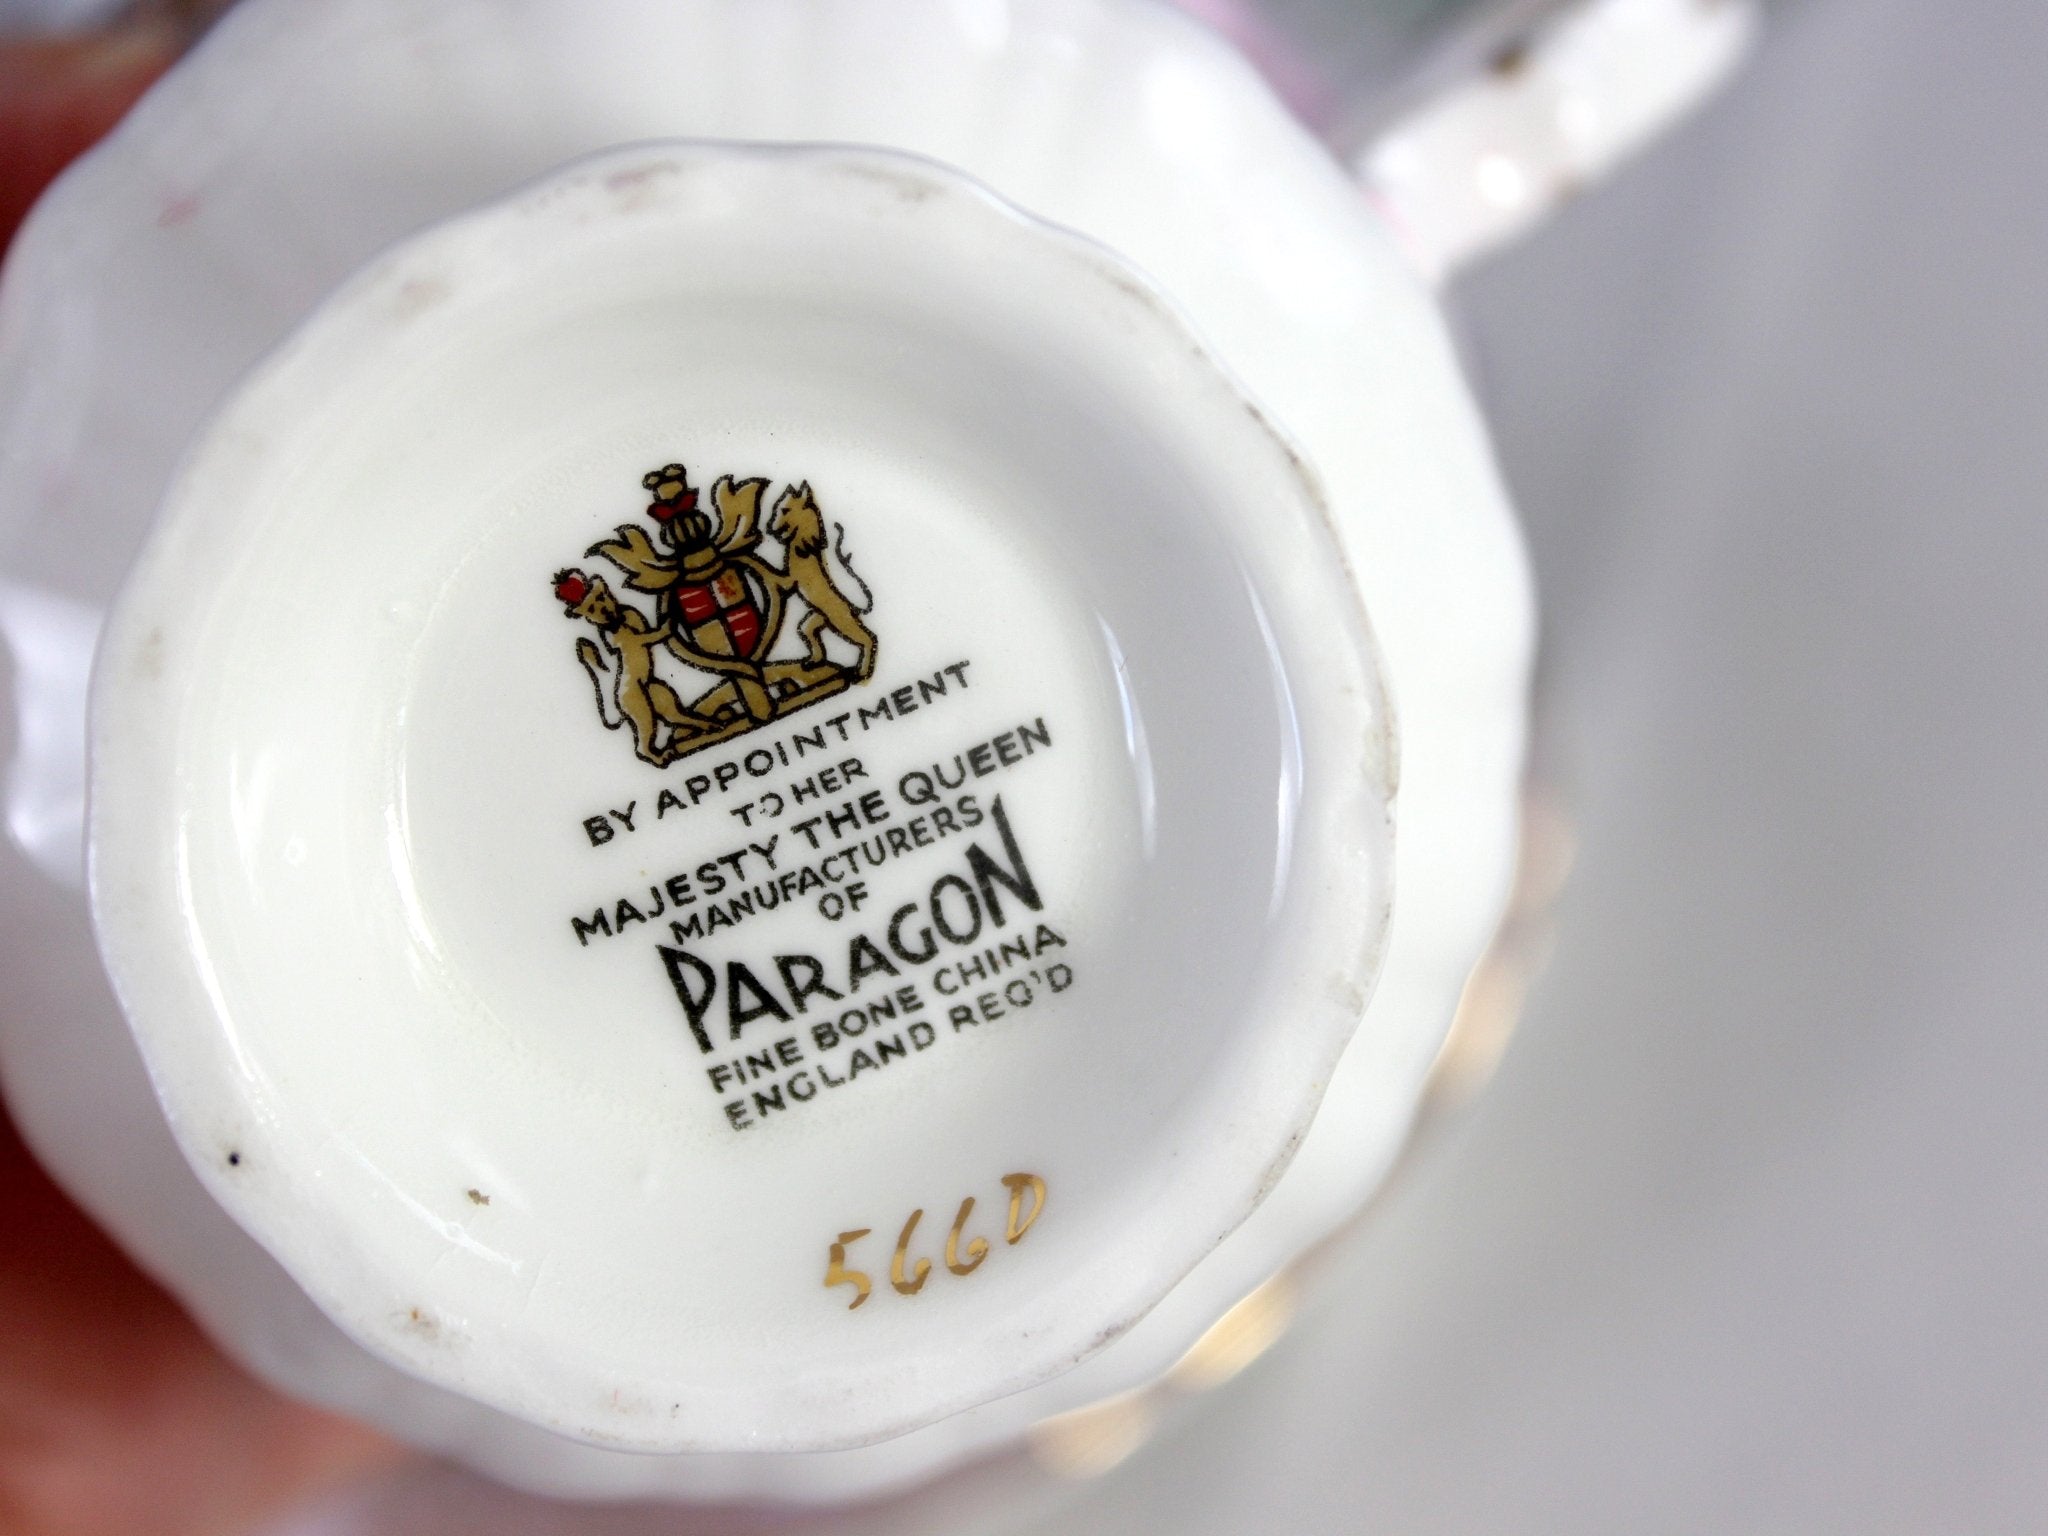 BY APPOINTMENT
TO HER
MAJESTY THE QUEEN
MANUFACTURERS
OF
PARAGON
FINE BONE CHINA
ENGLAND REG'D
566D